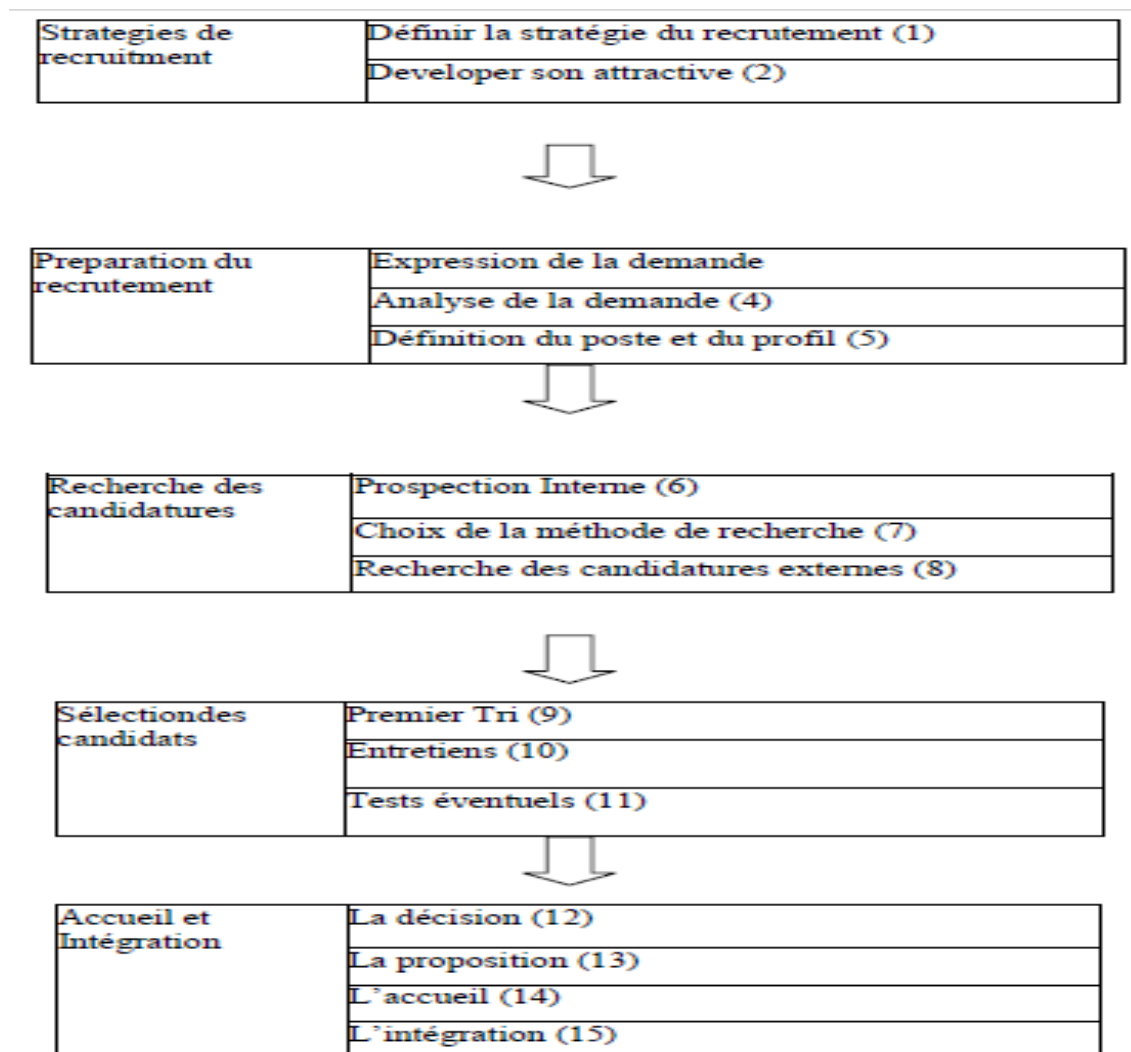 Strategies de
recruitment
Définir la stratégie du recrutement (1)
Developer son attractive (2)
Preparation du
recrutement
Expression de la demande
Analyse de la demande (4)
Définition du poste et du profil (5)
Recherche des
candidatures
Prospection Interne (6)
Choix de la méthode de recherche (7)
Recherche des candidatures externes (8)
Sélectiondes
candidats
Premier Tri (9)
Entretiens (10)
Tests éventuels (11)
Accueil et
Intégration
La décision (12)
La proposition (13)
L'accueil (14)
L'intégration (15)